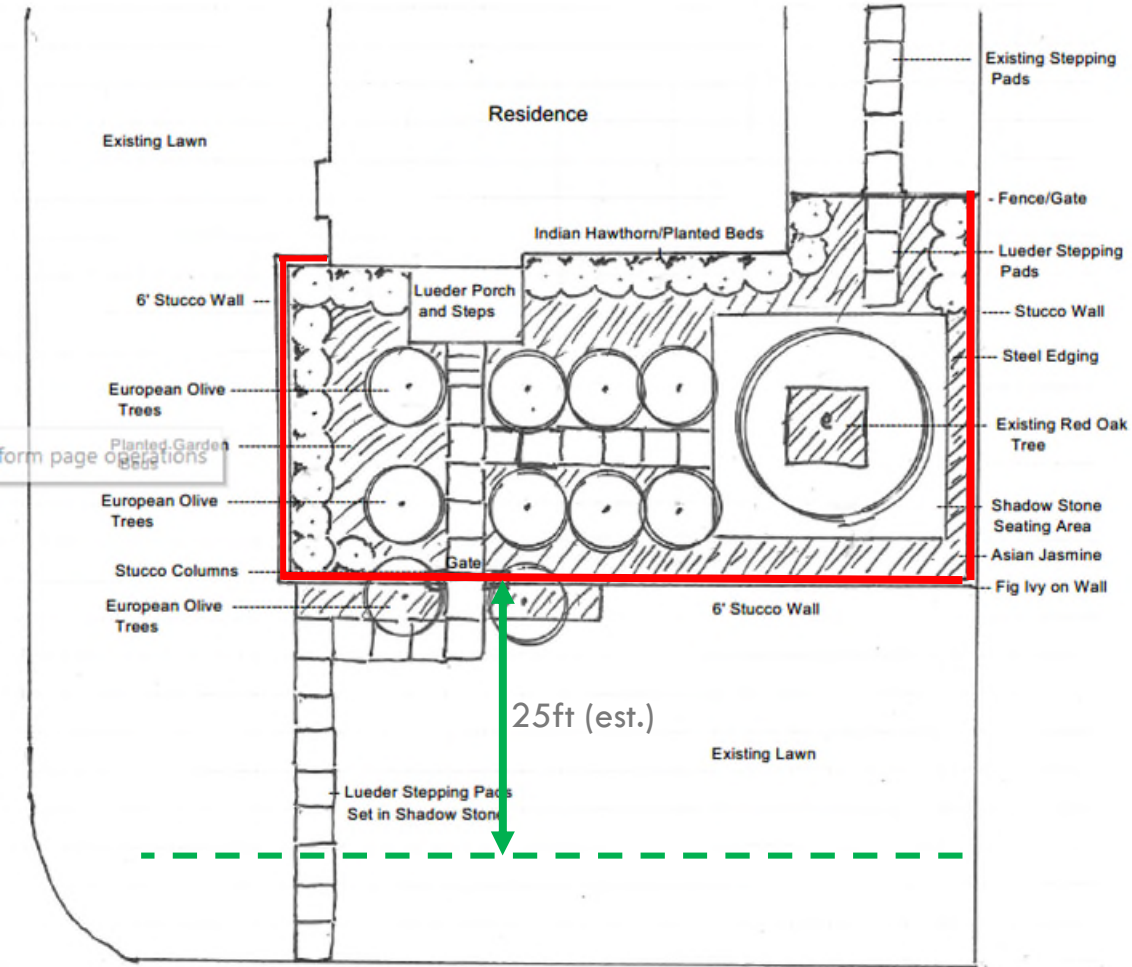 Existing Stepping
Pads
Residence
Existing Lawn
- Fence/Gate
Indian Hawthorn/Planted Beds
Lueder Stepping
Pads
6' Stucco Wall
Lueder Porch
and Steps
Stucco Wall
Steel Edging
European Olive
Trees
Existing Red Oak
Tree
Planted Garden
Beds
form page operations
European Olive
Trees
Shadow Stone
Seating Area
Asian Jasmine
Stucco Columns
Gate
Fig Ivy on Wall
European Olive
Trees
6' Stucco Wall
25ft (est.)
Existing Lawn
Lueder Stepping Pads
Set in Shadow Stone